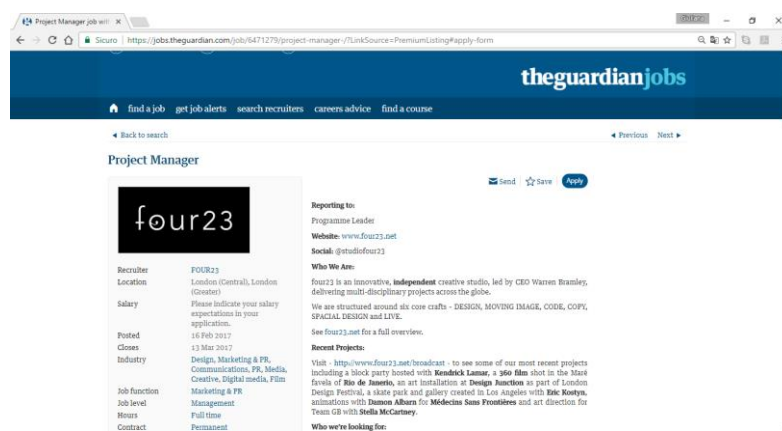 Project Manager job with
Sicuro | https://jobs.theguardian.com/job/6471279/project-manager-/?LinkSource=PremiumListing#apply-form
theguardianjobs
find a job get job alerts search recruiters careers advice find a course
Back to search
Previous Next
Project Manager
Send Save Apply
four23
Recruiter FOUR23
Location London (Central), London
(Greater)
Salary Please indicate your salary
expectations in your
application.
Posted 16 Feb 2017
Closes 13 Mar 2017
Industry Design, Marketing & PR,
Communications, PR, Media,
Creative, Digital media, Film
Job function Marketing & PR
Job level Management
Hours Full time
Contract Permanent
Reporting to:
Programme Leader
Website: www.four23.net
Social: @studiofour23
Who We Are:
four23 is an innovative, independent creative studio, led by CEO Warren Bramley,
delivering multi-disciplinary projects across the globe.
We are structured around six core crafts - DESIGN, MOVING IMAGE, CODE, COPY,
SPACIAL DESIGN and LIVE.
See four23.net for a full overview.
Recent Projects:
Visit - http://www.four23.net/broadcast - to see some of our most recent projects
including a block party hosted with Kendrick Lamar, a 360 film shot in the Maré
favela of Rio de Janerio, an art installation at Design Junction as part of London
Design Festival, a skate park and gallery created in Los Angeles with Eric Kostyn,
animations with Damon Albarn for Médecins Sans Frontières and art direction for
Team GB with Stella McCartney.
Who we're looking for: